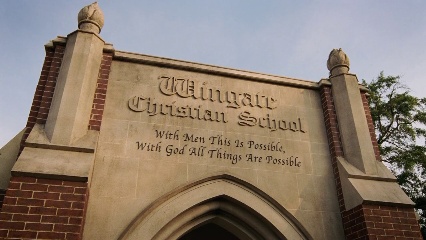 Wingate
Christian School
With Men This Is Possible,
With God All Things Are Possible